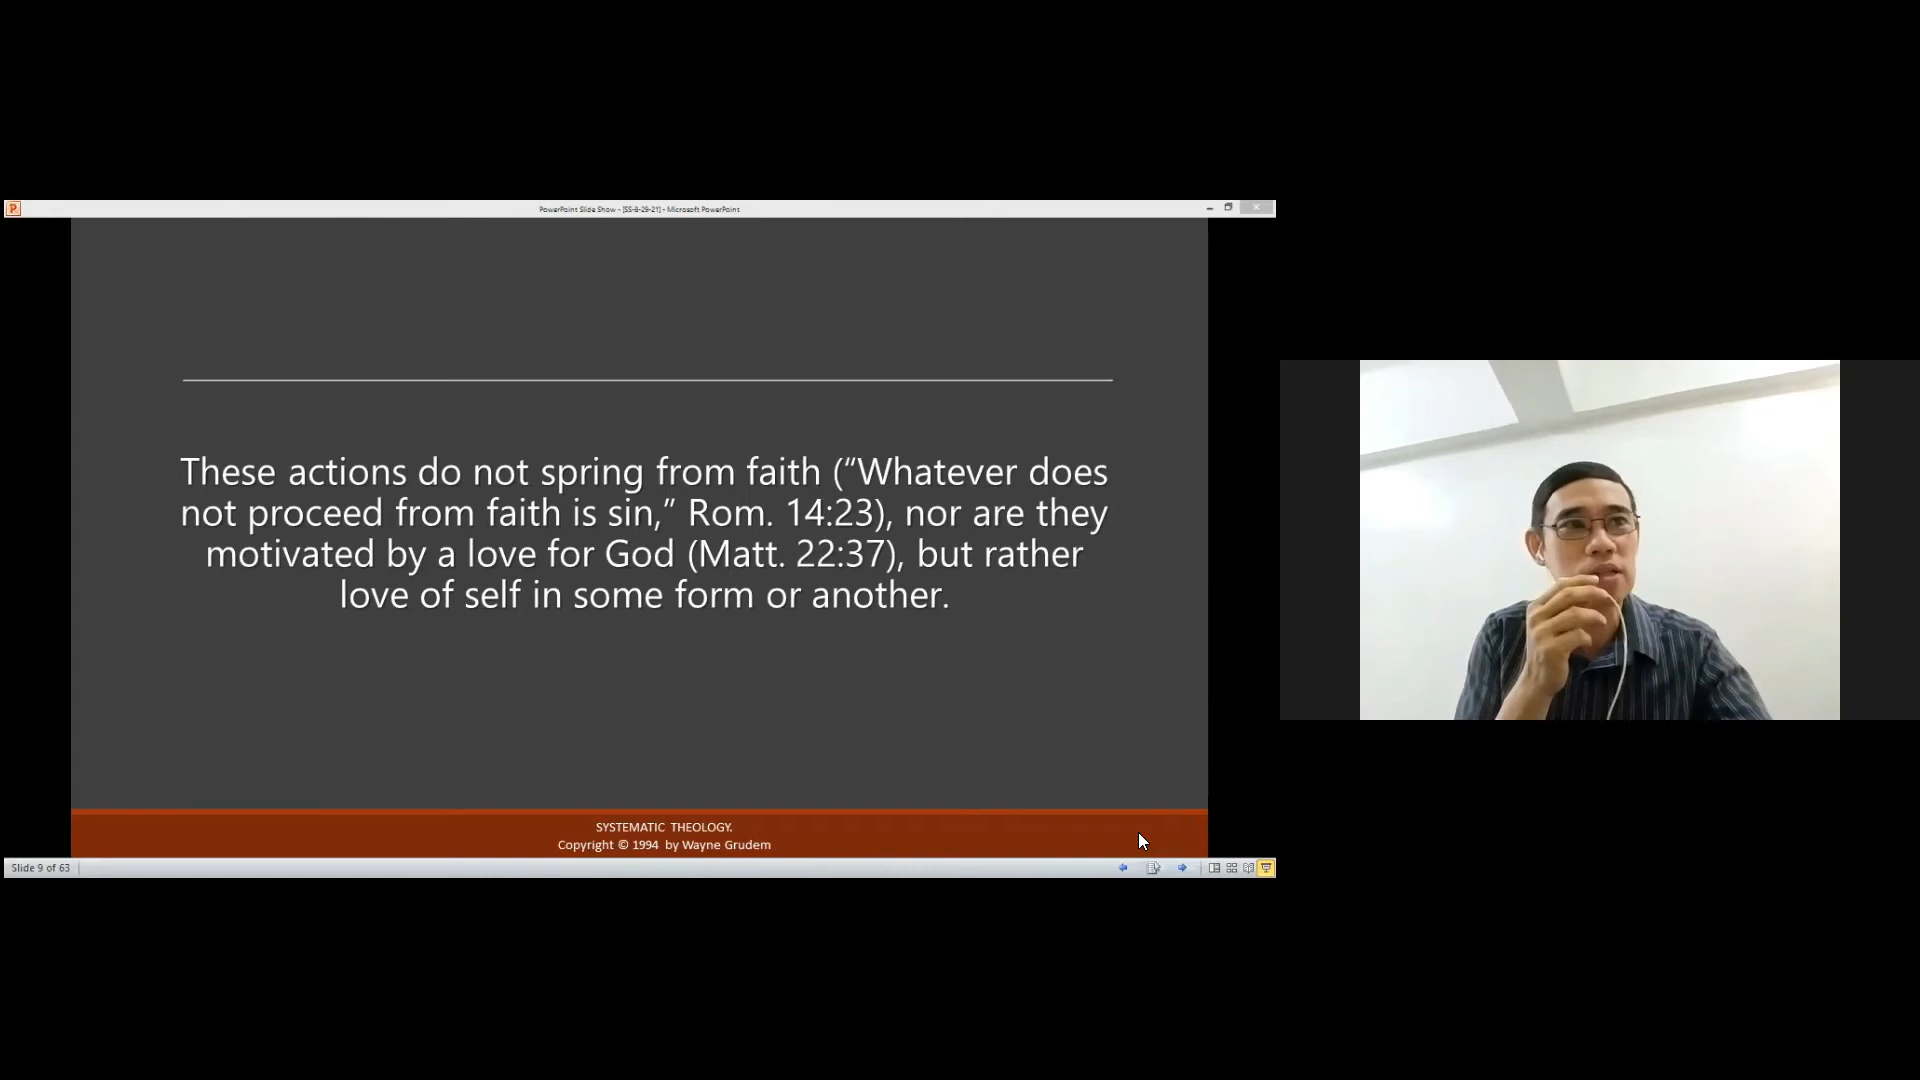 PowerPoint Slide Show - [SS-8-29-21] - Microsoft PowerPoint
These actions do not spring from faith (“Whatever does
not proceed from faith is sin,” Rom. 14:23), nor are they
motivated by a love for God (Matt. 22:37), but rather
love of self in some form or another.
SYSTEMATIC THEOLOGY.
Copyright © 1994 by Wayne Grudem
Slide 9 of 63